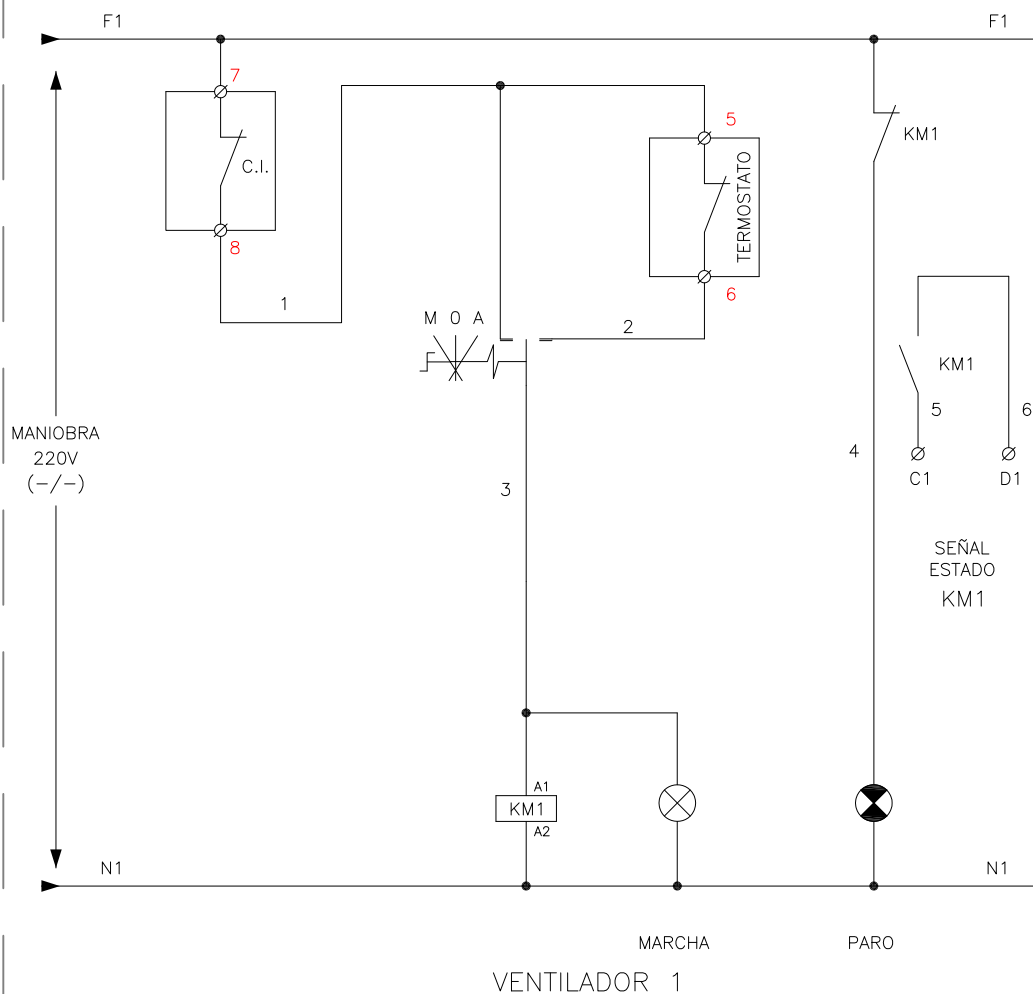 F1
F1
7
C.I.
8
1
5
TERMOSTATO
6
2
KM1
M 0 A
KM1
5
6
C1
D1
MANIOBRA
220V
(-/-)
3
4
SEÑAL
ESTADO
KM1
A1
KM1
A2
N1
N1
MARCHA
PARO
VENTILADOR 1